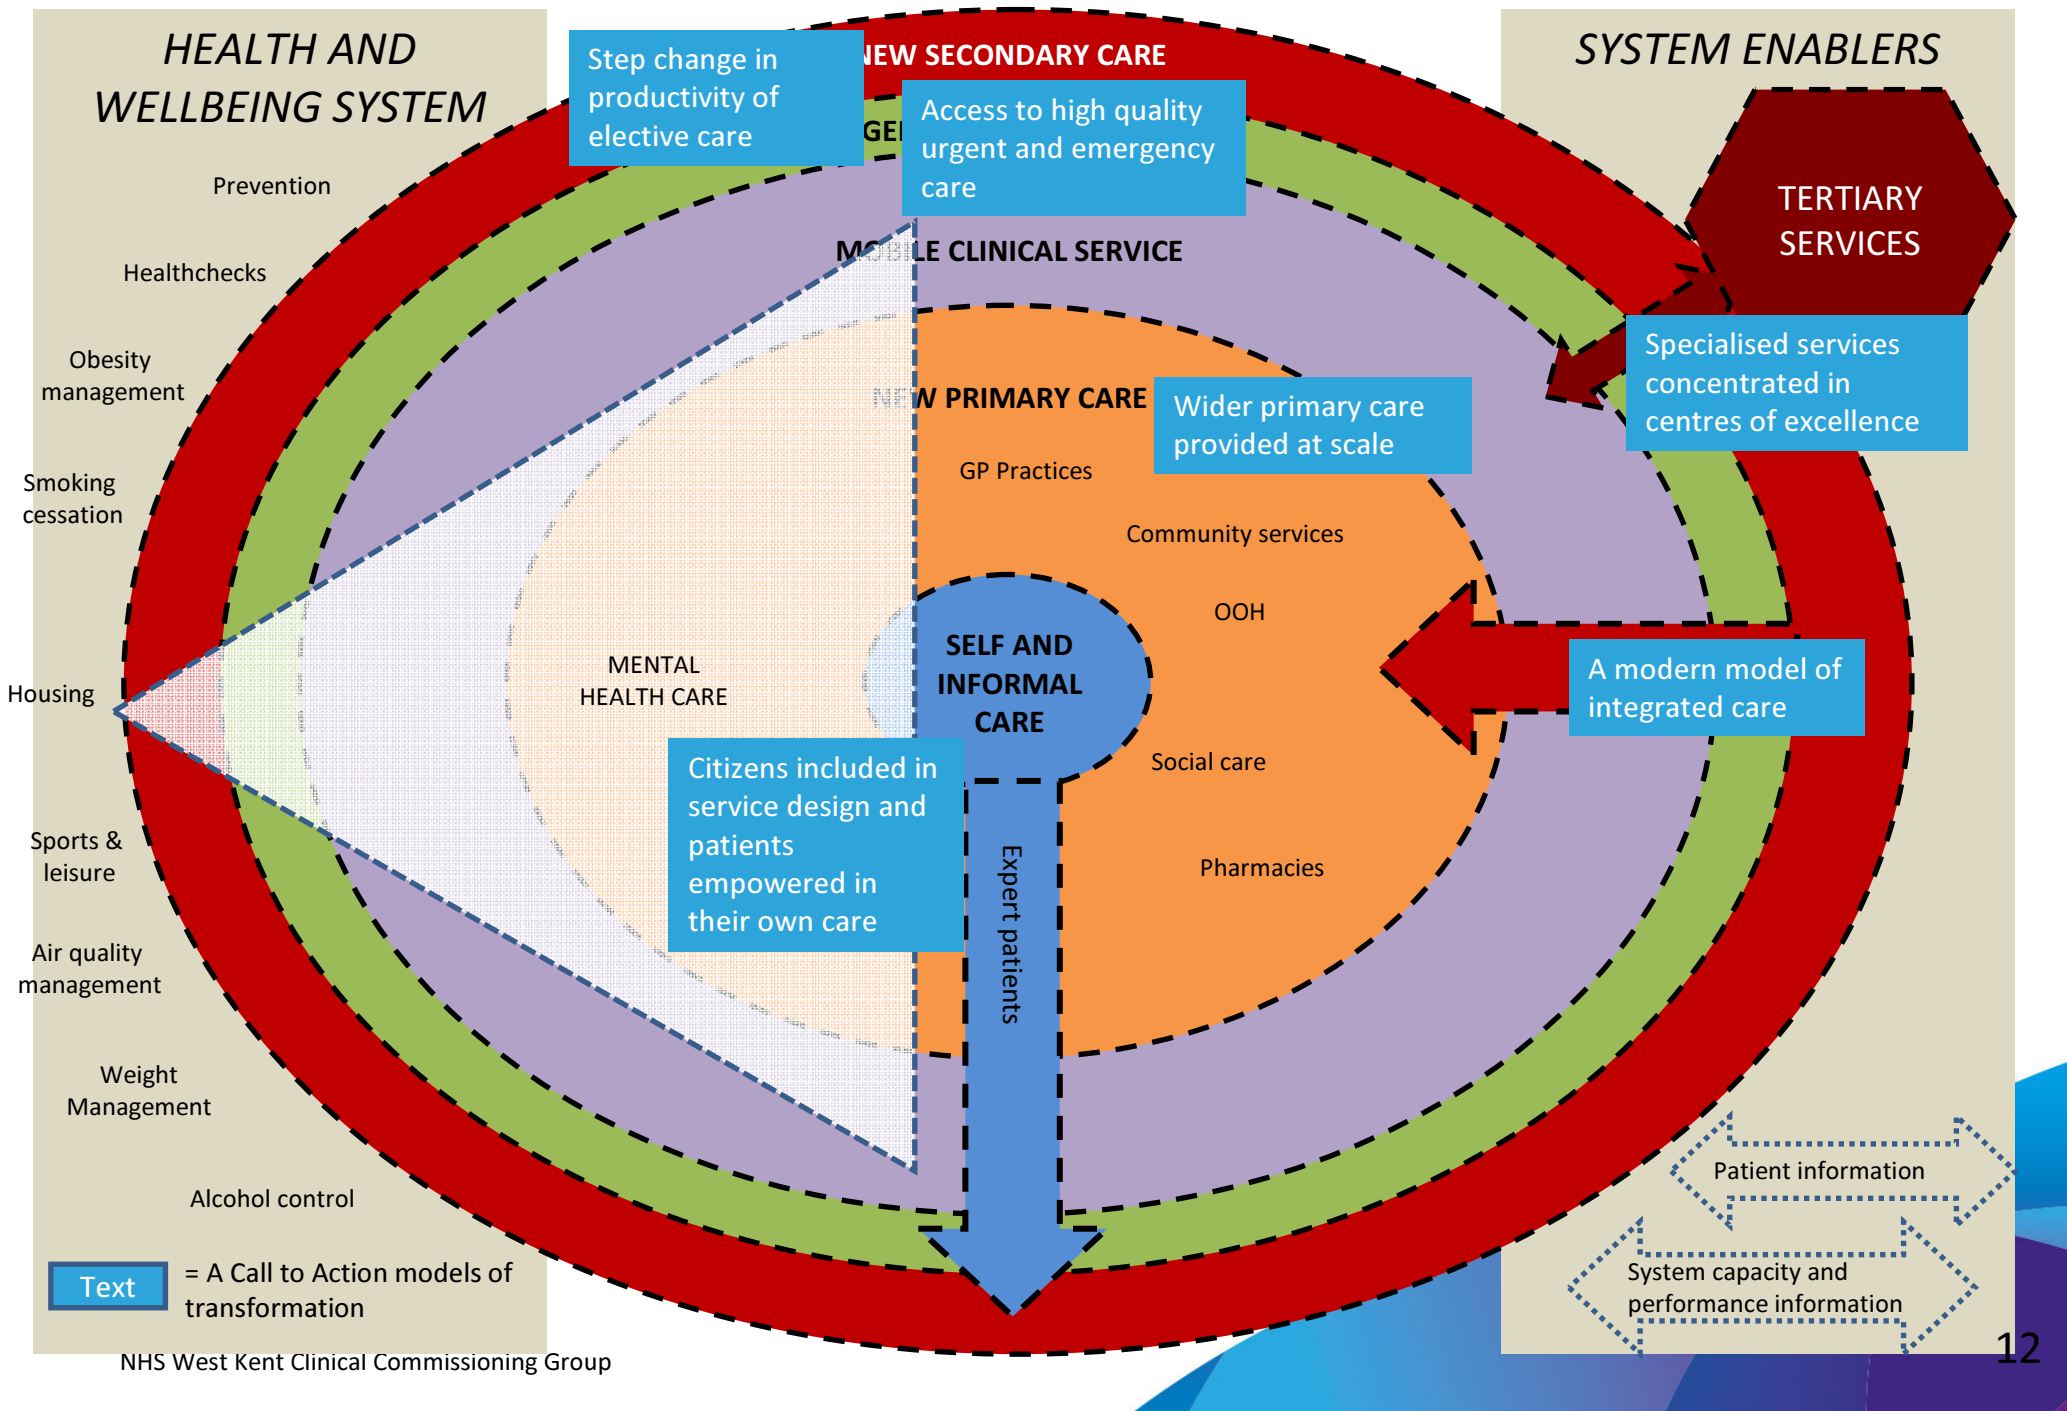 HEALTH AND
WELLBEING SYSTEM
Step change in
productivity of
elective care
NEW SECONDARY CARE
Access to high quality
urgent and emergency
care
SYSTEM ENABLERS
TERTIARY
SERVICES
Prevention
Healthchecks
Obesity
management
Smoking
cessation
Housing
Sports &
leisure
Air quality
management
Weight
Management
Alcohol control
MOBILE CLINICAL SERVICE
NEW PRIMARY CARE
Wider primary care
provided at scale
Specialised services
concentrated in
centres of excellence
GP Practices
Community services
OOH
SELF AND
INFORMAL
CARE
MENTAL
HEALTH CARE
A modern model of
integrated care
Social care
Pharmacies
Citizens included in
service design and
patients
empowered in
their own care
Expert patients
Patient information
System capacity and
performance information
Text
= A Call to Action models of
transformation
NHS West Kent Clinical Commissioning Group
12